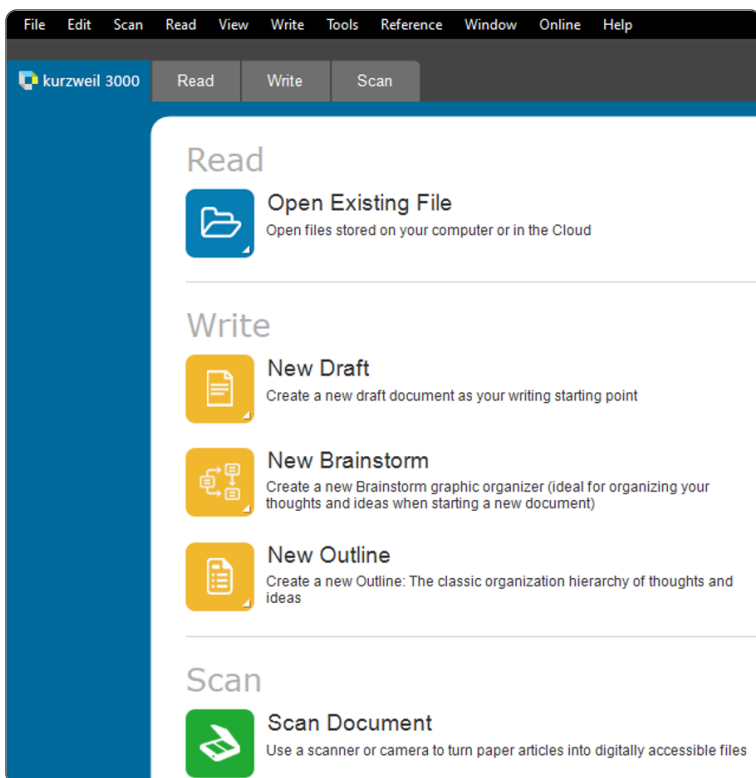 File Edit Scan Read View Write Tools Reference Window Online Help
kurzweil 3000 Read Write Scan
Read
Open Existing File
Open files stored on your computer or in the Cloud
Write
New Draft
Create a new draft document as your writing starting point
New Brainstorm
Create a new Brainstorm graphic organizer (ideal for organizing your
thoughts and ideas when starting a new document)
New Outline
Create a new Outline: The classic organization hierarchy of thoughts and
ideas
Scan
Scan Document
Use a scanner or camera to turn paper articles into digitally accessible files